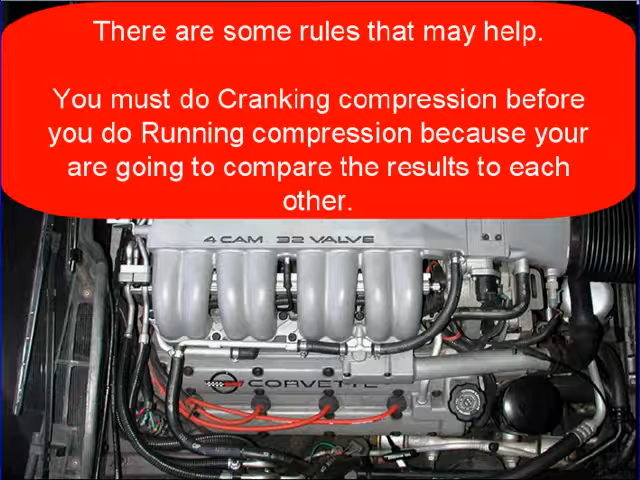 There are some rules that may help.
You must do Cranking compression before
you do Running compression because your
are going to compare the results to each
other.
4 CAM 32 VALVE
CORVETTE